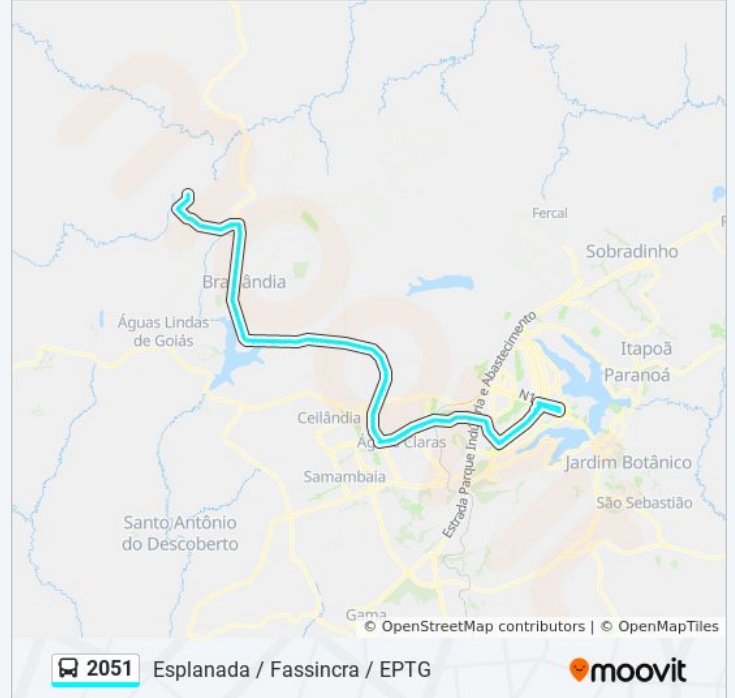 Fercal
Sobradinho
Brazlândia
Águas Lindas
de Goiás
Itapoã
Paranoá
Estrada Parque Indústria e Abastecimento
N1
Ceilândia
Águas Claras
Samambaia
Jardim Botânico
São Sebastião
Santo Antônio
do Descoberto
Gama
© OpenStreetMap contributors | © OpenMapTiles
2051 Esplanada / Fassincra / EPTG
moovit